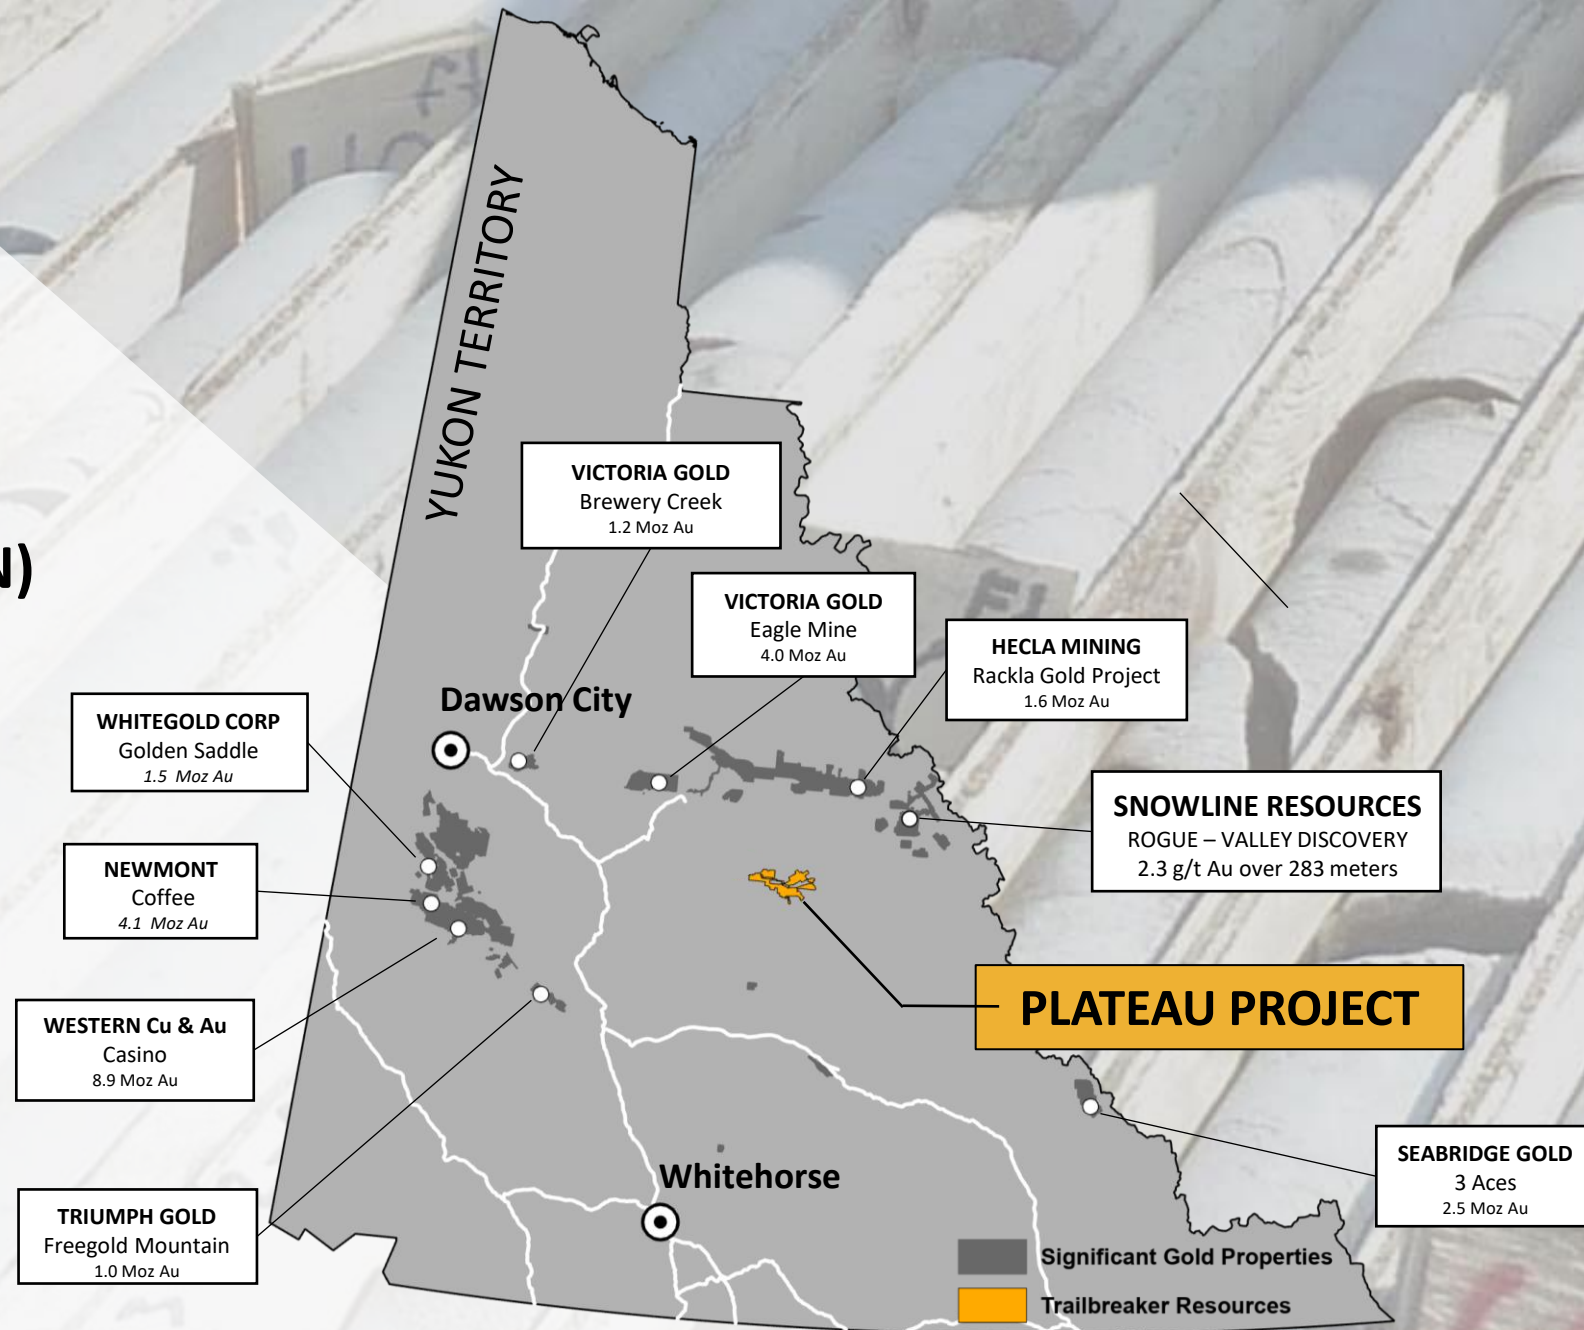 N)
YUKON TERRITORY
VICTORIA GOLD
Brewery Creek
1.2 Moz Au
VICTORIA GOLD
Eagle Mine
4.0 Moz Au
HECLA MINING
Rackla Gold Project
1.6 Moz Au
Dawson City
WHITEGOLD CORP
Golden Saddle
1.5 Moz Au
SNOWLINE RESOURCES
ROGUE – VALLEY DISCOVERY
2.3 g/t Au over 283 meters
NEWMONT
Coffee
4.1 Moz Au
PLATEAU PROJECT
WESTERN Cu & Au
Casino
8.9 Moz Au
SEABRIDGE GOLD
3 Aces
2.5 Moz Au
Whitehorse
TRIUMPH GOLD
Freegold Mountain
1.0 Moz Au
Significant Gold Properties
Trailbreaker Resources